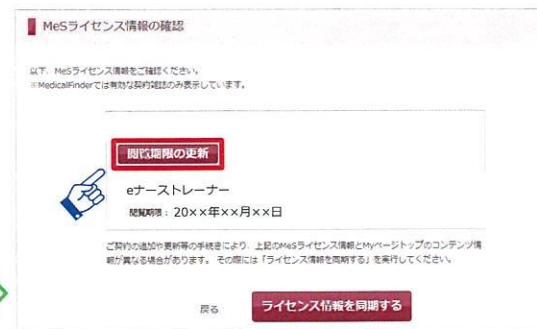 MeSライセンス情報の確認
以下、MeSライセンス情報をご確認ください。
※MedicalFinderでは有効な契約雑誌のみ表示しています。
閲覧期限の更新
eナーストレーナー
閲覧期限：20××年××月××日
ご契約の追加や更新等の手続きにより、上記のMeSライセンス情報とMyページトップのコンテンツ情
報が異なる場合があります。その際には「ライセンス情報を同期する」を実行してください。
戻る
ライセンス情報を同期する